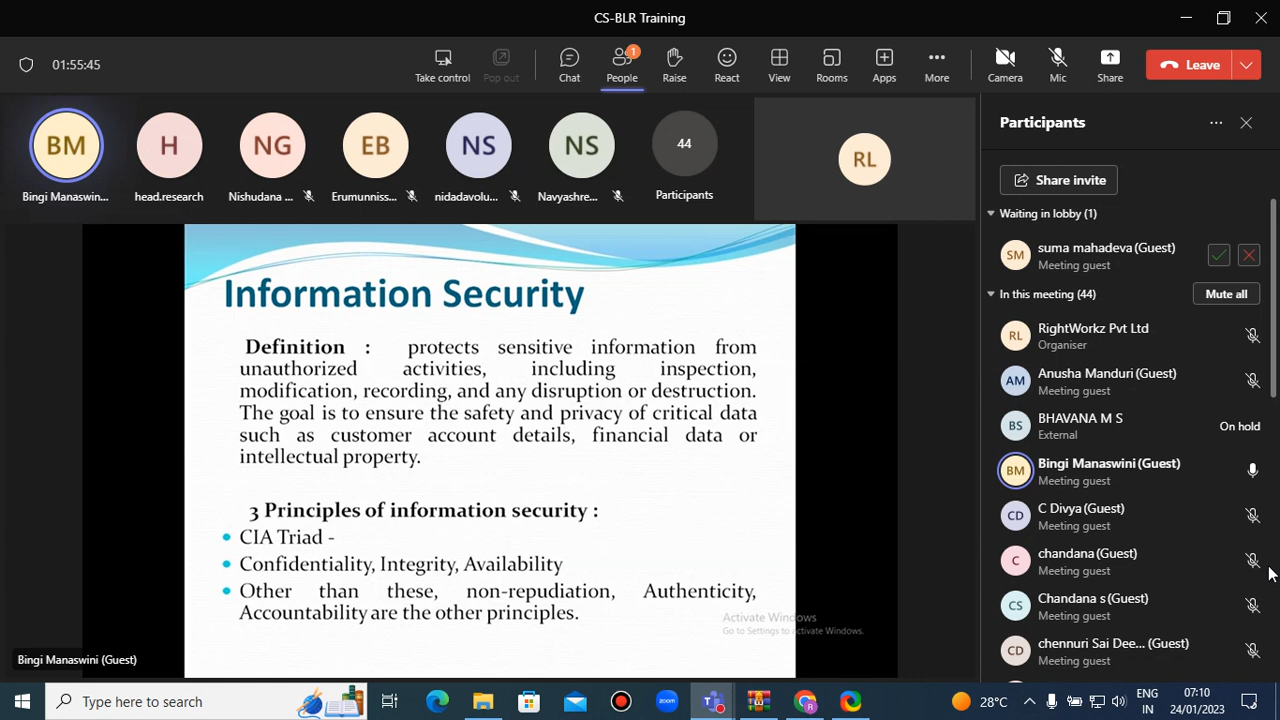 CS-BLR Training
01:55:45
Take control
Pop out
Chat
1
People
Raise
React
View
Rooms
Apps
More
Camera
Mic
Share
Leave
BM
Bingi Manaswin...
H
head.research
NG
Nishudana ...
EB
Erumunniss...
NS
nidadavolu...
NS
Navyashre...
44
Participants
RL
Information Security
Definition : protects sensitive information from
unauthorized activities, including inspection,
modification, recording, and any disruption or destruction.
The goal is to ensure the safety and privacy of critical data
such as customer account details, financial data or
intellectual property.
3 Principles of information security :
CIA Triad -
Confidentiality, Integrity, Availability
Other than these, non-repudiation, Authenticity,
Accountability are the other principles.
Activate Windows
Go to Settings to activate Windows.
Bingi Manaswini (Guest)
Participants
Share invite
Waiting in lobby (1)
SM
suma mahadeva (Guest)
Meeting guest
In this meeting (44)
Mute all
RL
RightWorkz Pvt Ltd
Organiser
AM
Anusha Manduri (Guest)
Meeting guest
BS
BHAVANA M S
External
On hold
BM
Bingi Manaswini (Guest)
Meeting guest
CD
C Divya (Guest)
Meeting guest
C
chandana (Guest)
Meeting guest
CS
Chandana s (Guest)
Meeting guest
CD
chennuri Sai Dee... (Guest)
Meeting guest
Type here to search
zoom
28°C
ENG
IN
07:10
24/01/2023